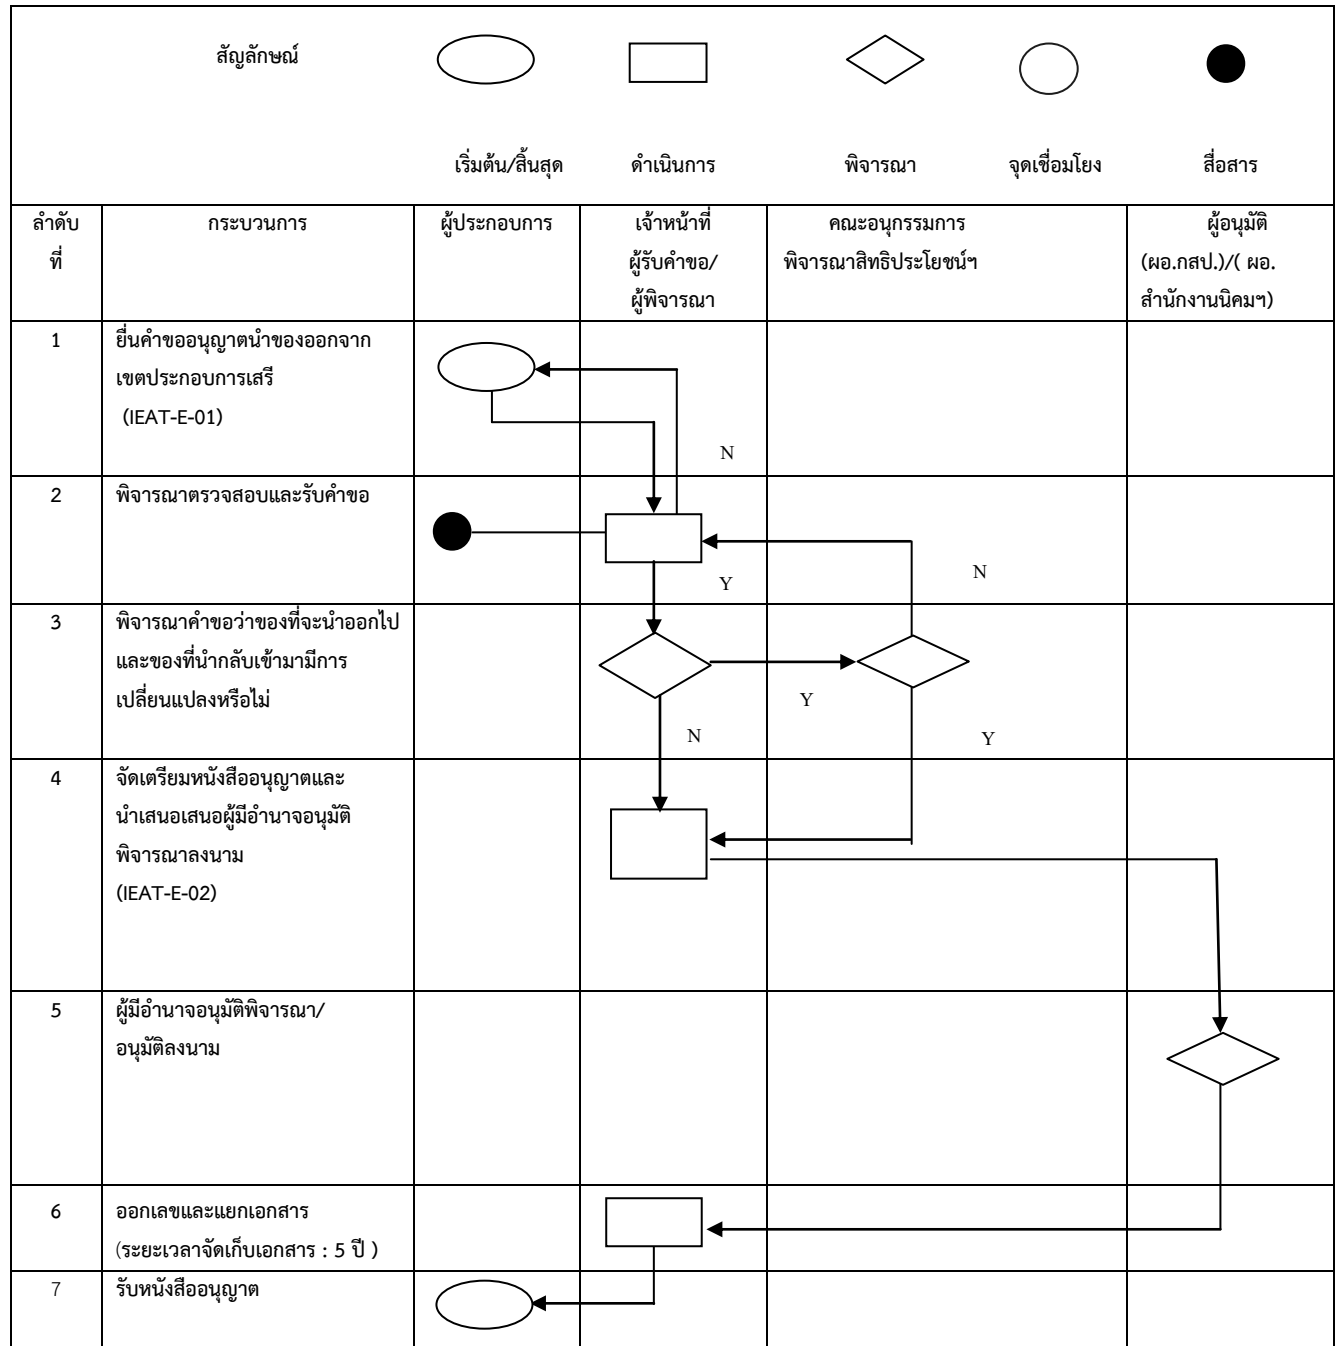 สัญลักษณ์
เริ่มต้น/สิ้นสุด ดำเนินการ พิจารณา จุดเชื่อมโยง สื่อสาร
ลำดับ
ที่
กระบวนการ
ผู้ประกอบการ
เจ้าหน้าที่
ผู้รับคำขอ/
ผู้พิจารณา
คณะอนุกรรมการ
พิจารณาสิทธิประโยชน์ฯ
ผู้อนุมัติ
(ผอ.กสป.)/( ผอ.
สำนักงานนิคมฯ)
1
ยื่นคำขออนุญาตนำของออกจาก
เขตประกอบการเสรี
(IEAT-E-01)
N
2
พิจารณาตรวจสอบและรับคำขอ
Y
N
3
พิจารณาคำขอว่าของที่จะนำออกไป
และของที่นำกลับเข้ามามีการ
เปลี่ยนแปลงหรือไม่
Y
N
Y
4
จัดเตรียมหนังสืออนุญาตและ
นำเสนอเสนอผู้มีอำนาจอนุมัติ
พิจารณาลงนาม
(IEAT-E-02)
5
ผู้มีอำนาจอนุมัติพิจารณา/
อนุมัติลงนาม
6
ออกเลขและแยกเอกสาร
(ระยะเวลาจัดเก็บเอกสาร : 5 ปี )
7
รับหนังสืออนุญาต